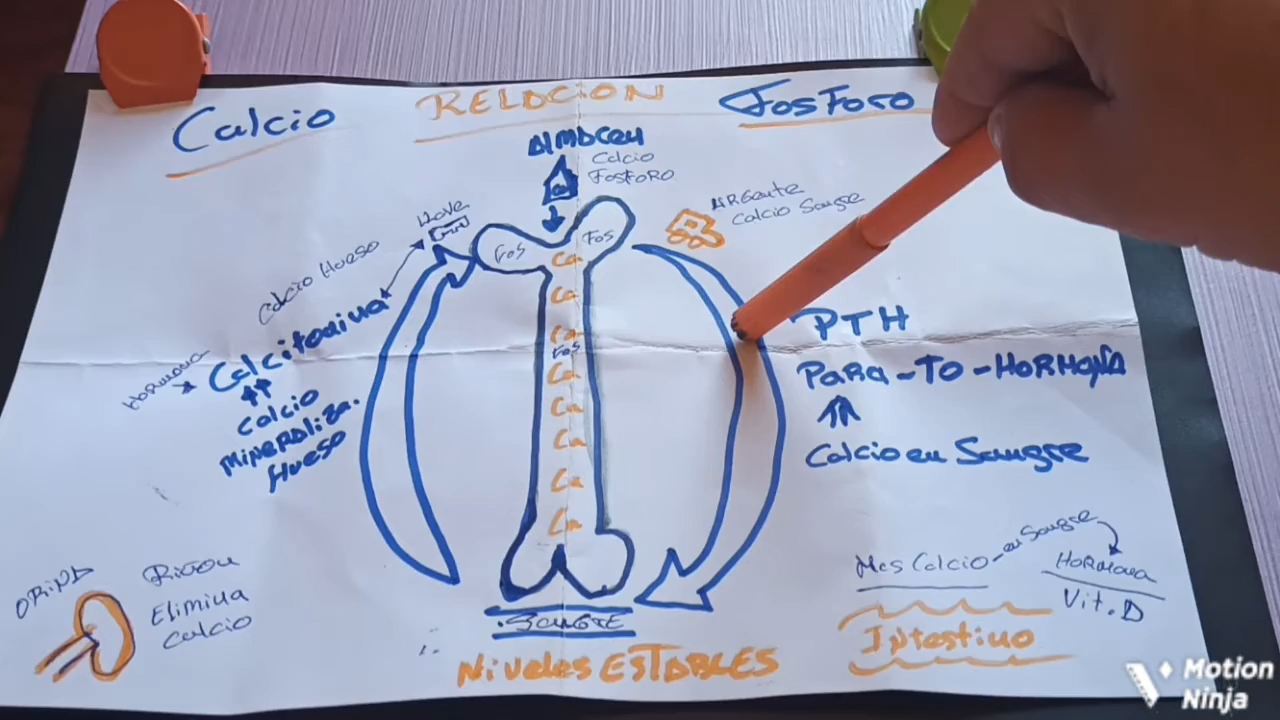 Calcio
RELACION
FOSFORO
AlMaCeN
Calcio
FOSFORO
Llave
URGente
Calcio Sangre
Calcio Hueso
Fos
Fos
Ca
Ca
Ca
Fos
Ca
Ca
Ca
Ca
Ca
Hormona
Calcitonina
Calcio
mineraliza.
Hueso
PTH
PaRa-TO-HORMONA
Calcio en Sangre
ORINA
Riñon
Elimina
Calcio
Sangre
Niveles ESTABLES
Mas Calcio - en Sangre
HORMONA
Vit. D
Intestino
Motion
Ninja